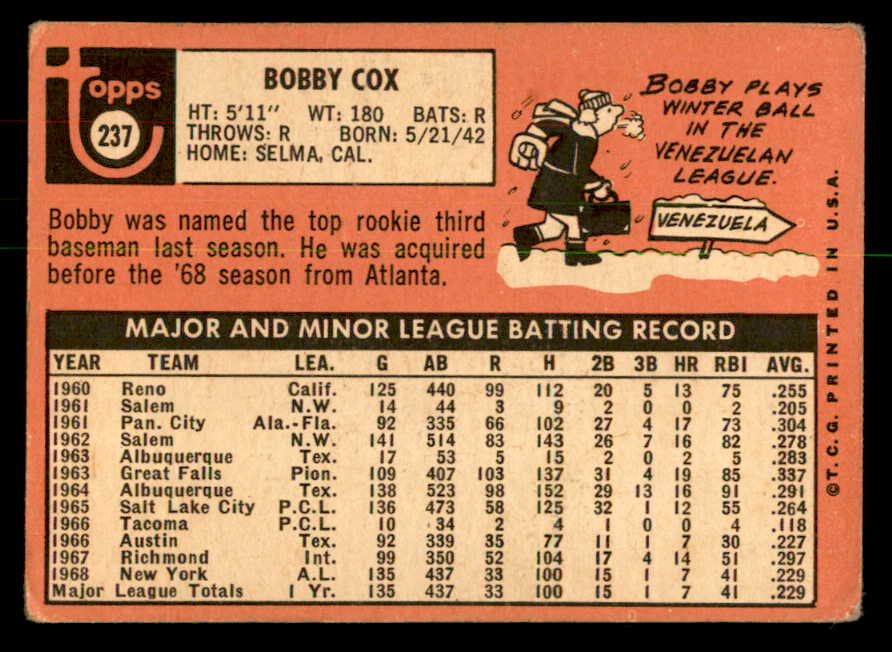 topps
237
BOBBY COX
HT: 5'11" WT: 180 BATS: R
THROWS: R BORN: 5/21/42
HOME: SELMA, CAL.
Bobby was named the top rookie third
baseman last season. He was acquired
before the '68 season from Atlanta.
BOBBY PLAYS
WINTER BALL
IN THE
VENEZUELAN
LEAGUE.
VENEZUELA
MAJOR AND MINOR LEAGUE BATTING RECORD
YEAR TEAM LEA. G AB R H 2B 3B HR RBI AVG.
1960 Reno Calif. 125 440 99 112 20 5 13 75 .255
1961 Salem N.W. 14 44 3 9 2 0 0 2 .205
1961 Pan. City Ala.-Fla. 92 335 66 102 27 4 17 73 .304
1962 Salem N.W. 141 514 83 143 26 7 16 82 .278
1963 Albuquerque Tex. 17 53 5 15 2 0 2 5 .283
1963 Great Falls Pion. 109 407 103 137 31 4 19 85 .337
1964 Albuquerque Tex. 138 523 98 152 29 13 16 91 .291
1965 Salt Lake City P.C.L. 136 473 58 125 32 1 12 55 .264
1966 Tacoma P.C.L. 10 34 2 4 1 0 0 4 .118
1966 Austin Tex. 92 339 35 77 11 1 7 30 .227
1967 Richmond Int. 99 350 52 104 17 4 14 51 .297
1968 New York A.L. 135 437 33 100 15 1 7 41 .229
Major League Totals 1 Yr. 135 437 33 100 15 1 7 41 .229
©T.C.G. PRINTED IN U.S.A.